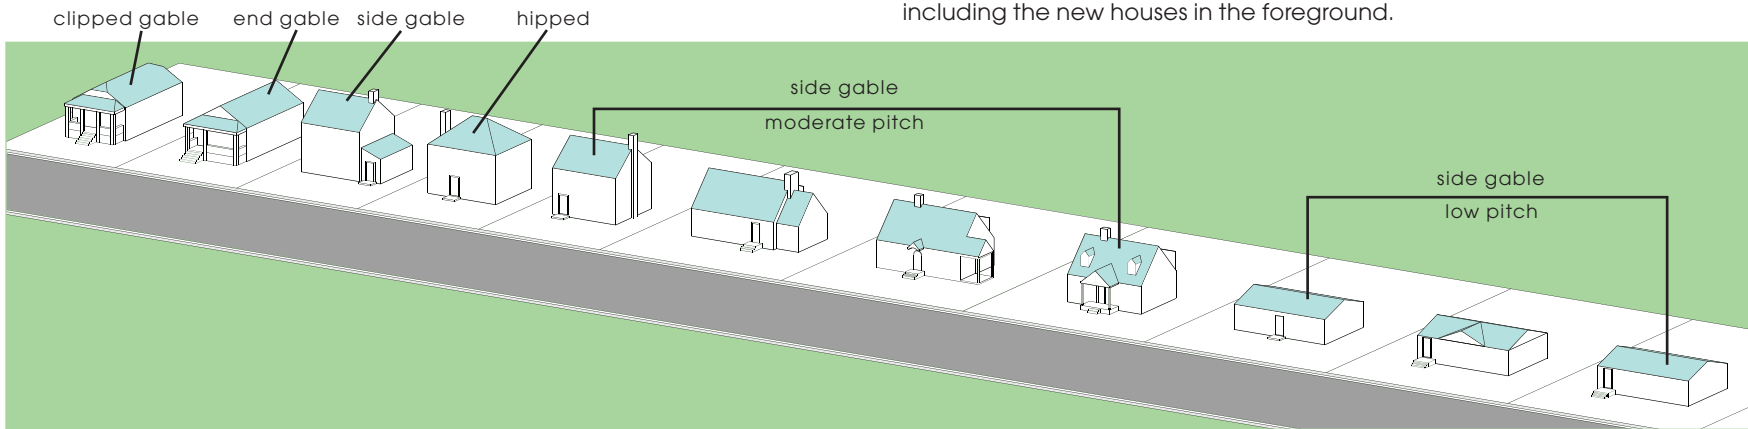 including the new houses in the foreground.
clipped gable
end gable
side gable
hipped
side gable
moderate pitch
side gable
low pitch